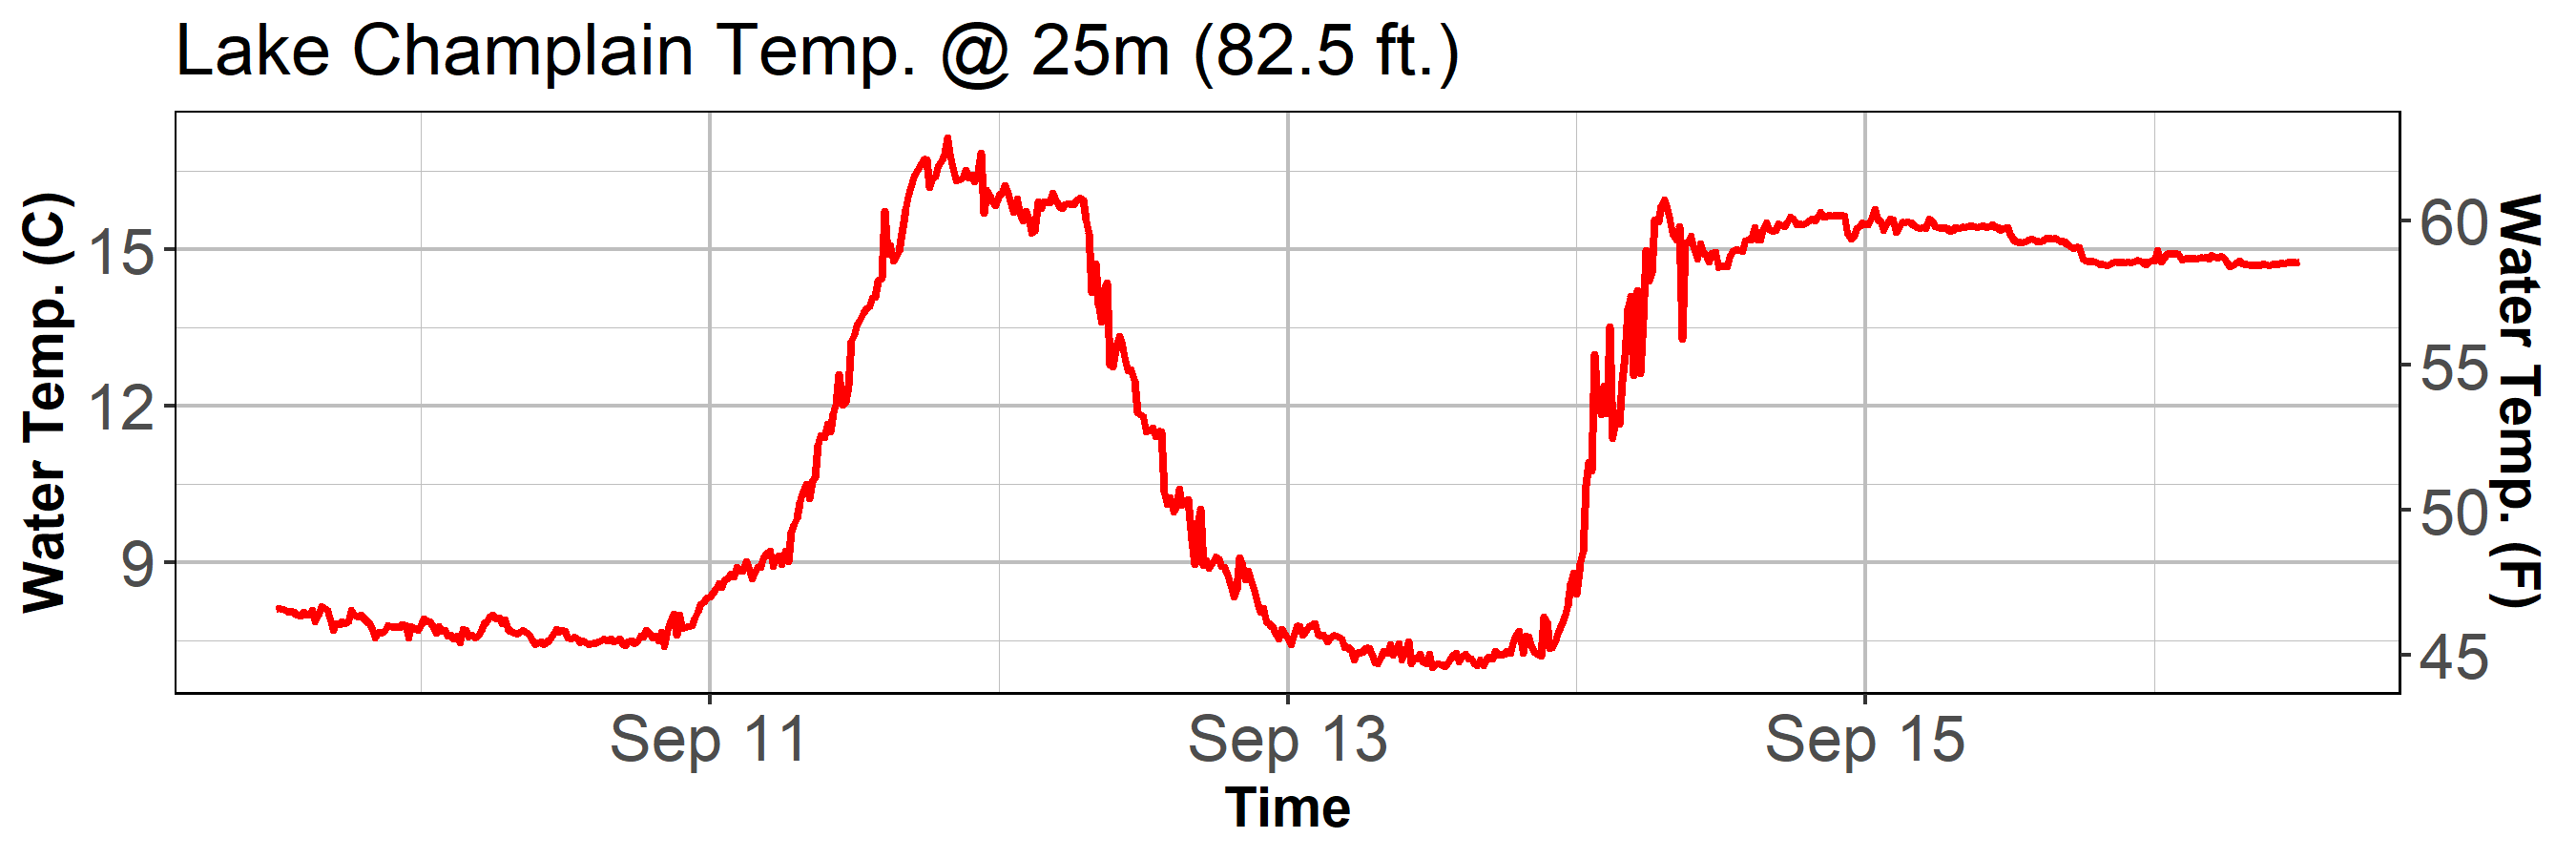 Lake Champlain Temp. @ 25m (82.5 ft.)
Water Temp. (C)
15
12
9
60
55
50
45
Water Temp. (F)
Sep 11
Sep 13
Sep 15
Time